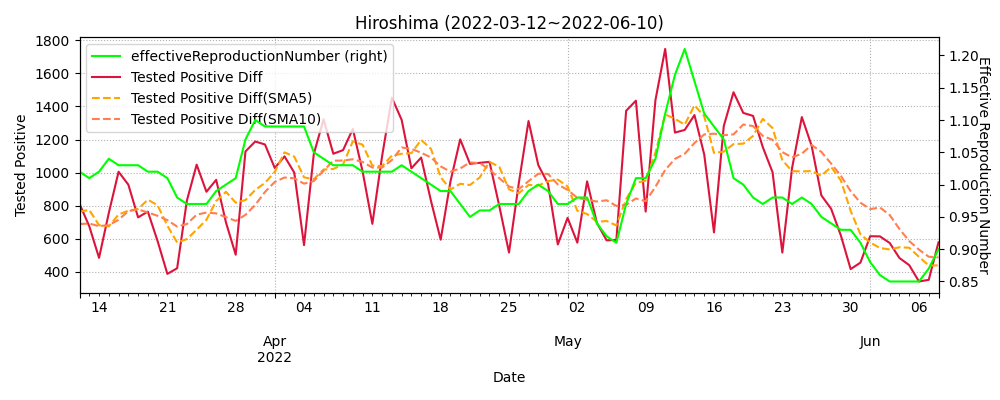 Hiroshima (2022-03-12~2022-06-10)
effectiveReproductionNumber (right)
Tested Positive Diff
Tested Positive Diff(SMA5)
Tested Positive Diff(SMA10)
Tested Positive
1800
1600
1400
1200
1000
800
600
400
Effective Reproduction Number
1.20
1.15
1.10
1.05
1.00
0.95
0.90
0.85
14 21 28 04 11 18 25 02 09 16 23 30 06
Apr May Jun
2022
Date